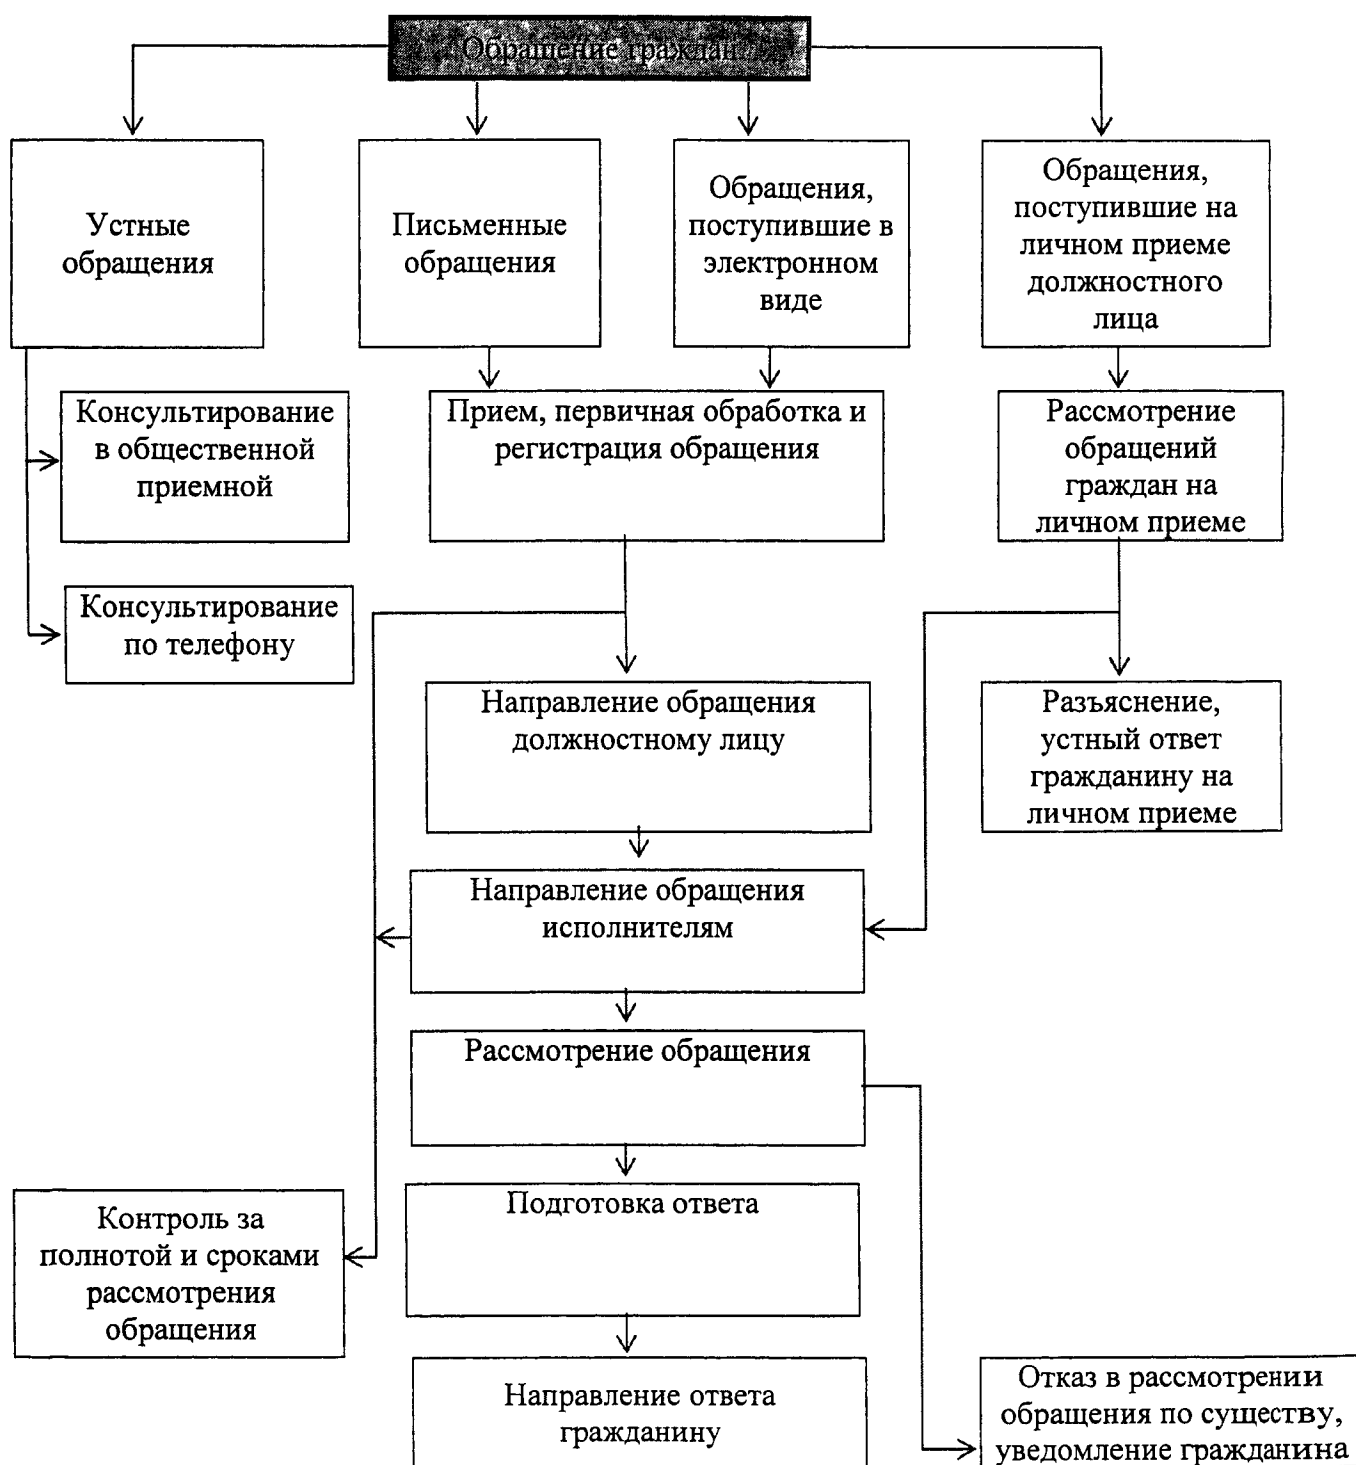 Обращение граждан
Устные
обращения
Письменные
обращения
Обращения,
поступившие в
электронном
виде
Обращения,
поступившие на
личном приеме
должностного
лица
Консультирование
в общественной
приемной
Прием, первичная обработка и
регистрация обращения
Рассмотрение
обращений
граждан на
личном приеме
Консультирование
по телефону
Направление обращения
должностному лицу
Разъяснение,
устный ответ
гражданину на
личном приеме
Направление обращения
исполнителям
Рассмотрение обращения
Подготовка ответа
Контроль за
полнотой и сроками
рассмотрения
обращения
Направление ответа
гражданину
Отказ в рассмотрении
обращения по существу,
уведомление гражданина